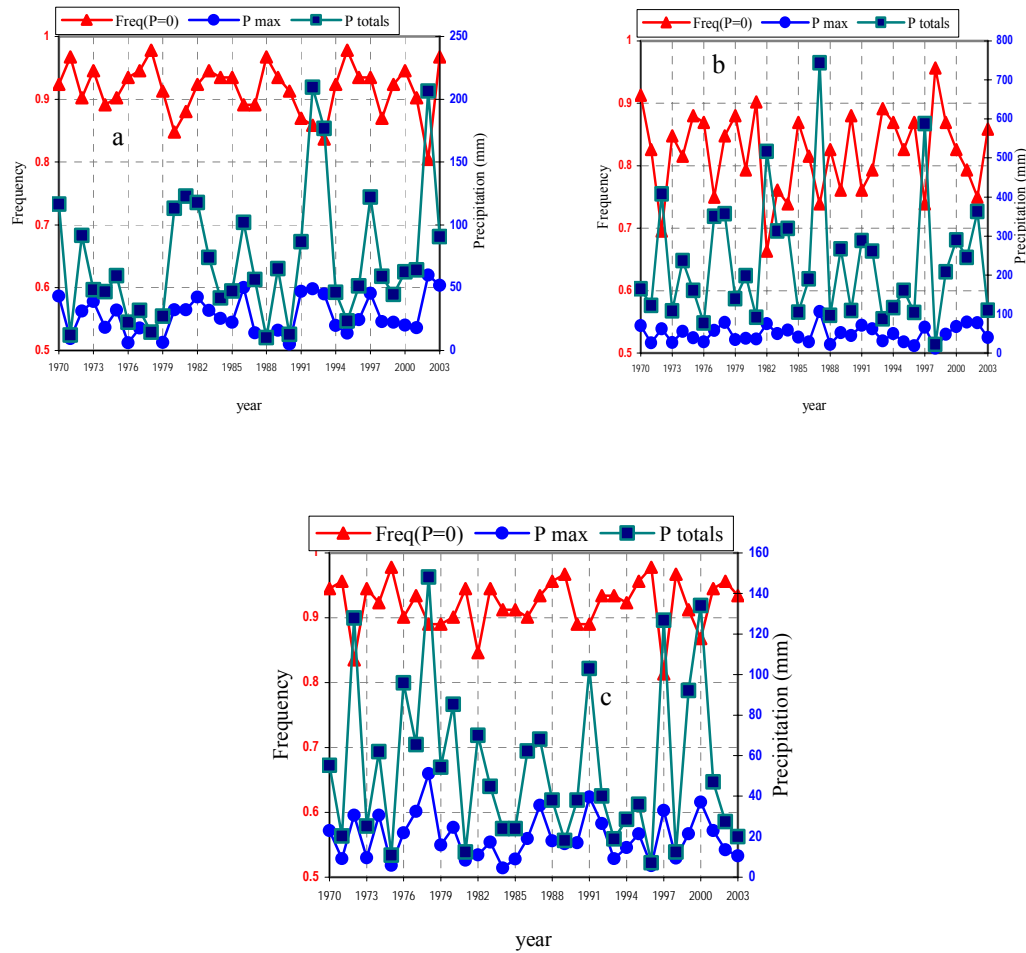 Freq(P=0) P max P totals
1 0.9 0.8 0.7 0.6 0.5
Frequency
a
250 200 150 100 50 0
Precipitation (mm)
1970 1973 1976 1979 1982 1985 1988 1991 1994 1997 2000 2003
year
Freq(P=0) P max P totals
1 0.9 0.8 0.7 0.6 0.5
Frequency
b
800 700 600 500 400 300 200 100 0
Precipitation (mm)
1970 1973 1976 1979 1982 1985 1988 1991 1994 1997 2000 2003
year
Freq(P=0) P max P totals
1 0.9 0.8 0.7 0.6 0.5
Frequency
c
160 140 120 100 80 60 40 20 0
Precipitation (mm)
1970 1973 1976 1979 1982 1985 1988 1991 1994 1997 2000 2003
year